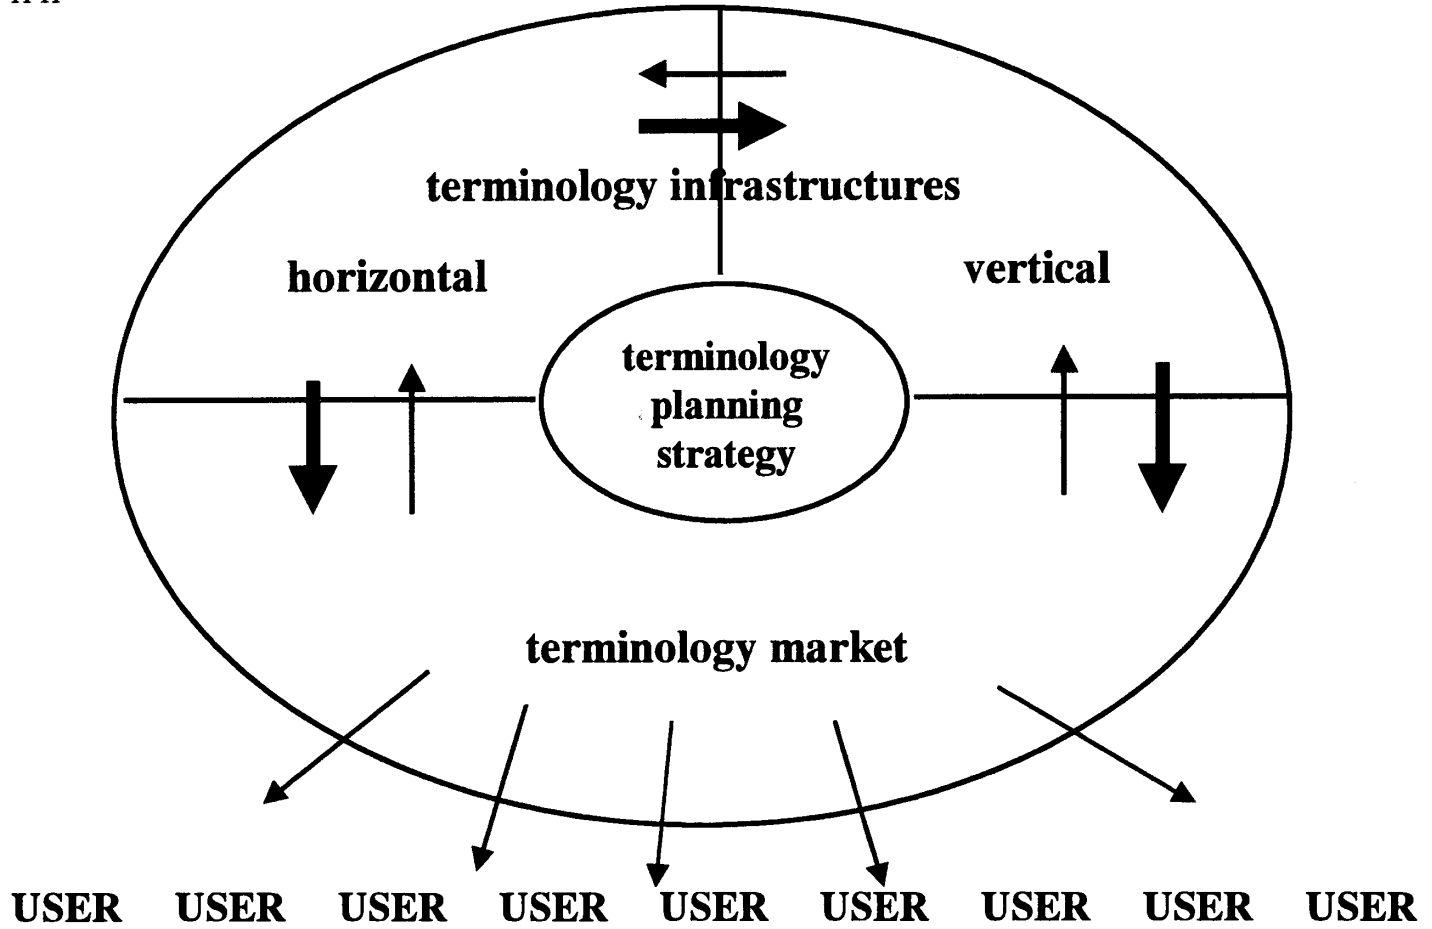 terminology infrastructures
horizontal
vertical
terminology
planning
strategy
terminology market
USER USER USER USER USER USER USER USER USER